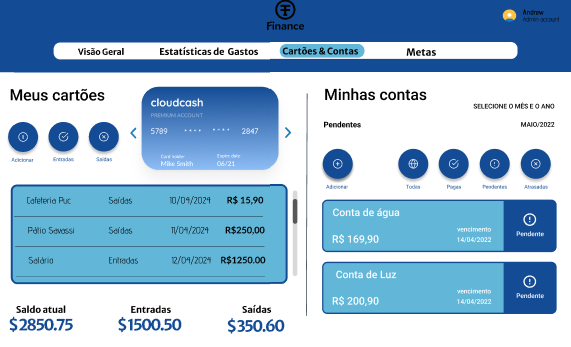 Finance
Andrew
Admin account
Visão Geral
Estatísticas de Gastos
Cartões & Contas
Metas
Meus cartões
Adicionar
Entradas
Saídas
cloudcash
PREMIUM ACCOUNT
5789 **** **** 2847
Card holder
Mike Smith
Expire date
06/21
Cafeteria Puc Saídas 10/04/2024 R$ 15,90
Pátio Savassi Saídas 11/04/2024 R$250,00
Salário Entradas 12/04/2024 R$1250.00
Saldo atual
$2850.75
Entradas
$1500.50
Saídas
$350.60
Minhas contas
SELECIONE O MÊS E O ANO
Pendentes
MAIO/2022
Adicionar
Todas
Pagas
Pendentes
Atrasadas
Conta de água
R$ 169,90
vencimento
14/04/2022
Pendente
Conta de Luz
R$ 200,90
vencimento
14/04/2022
Pendente